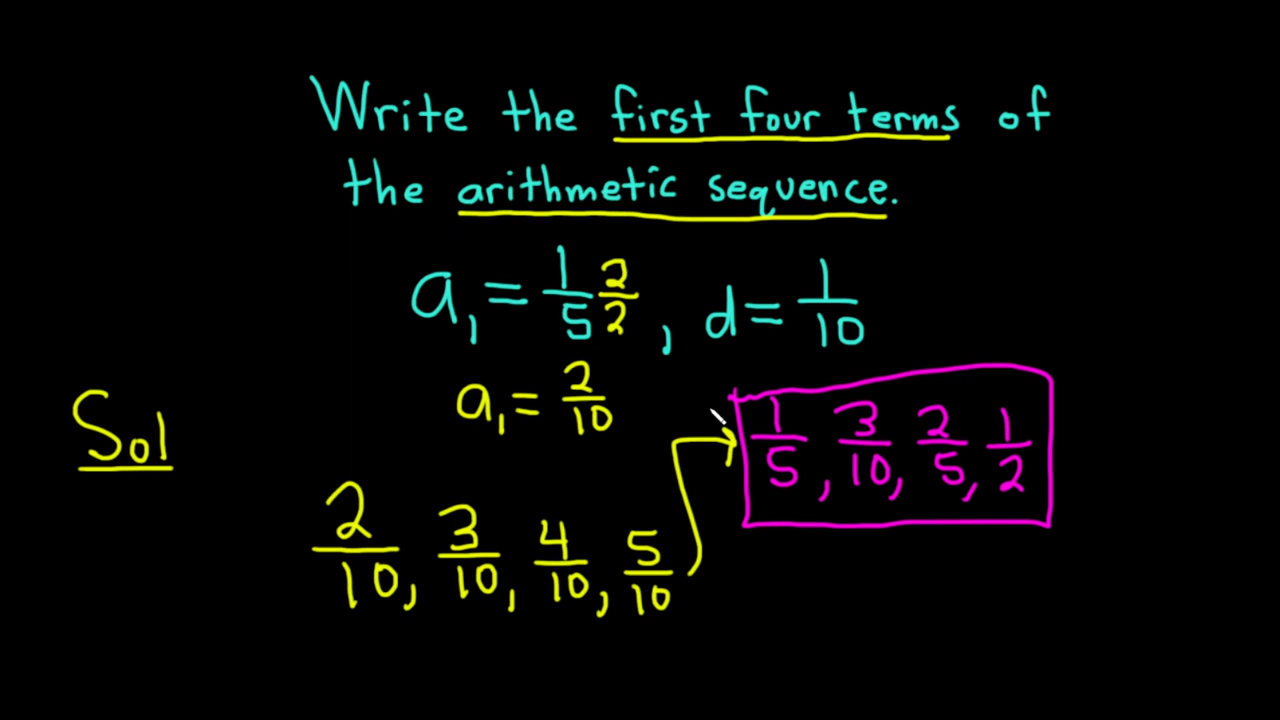 Write the first four terms of
the arithmetic sequence.
a₁ = 1/5 2/2 , d = 1/10
a₁ = 2/10
Sol
1/5, 3/10, 2/5, 1/2
2/10, 3/10, 4/10, 5/10